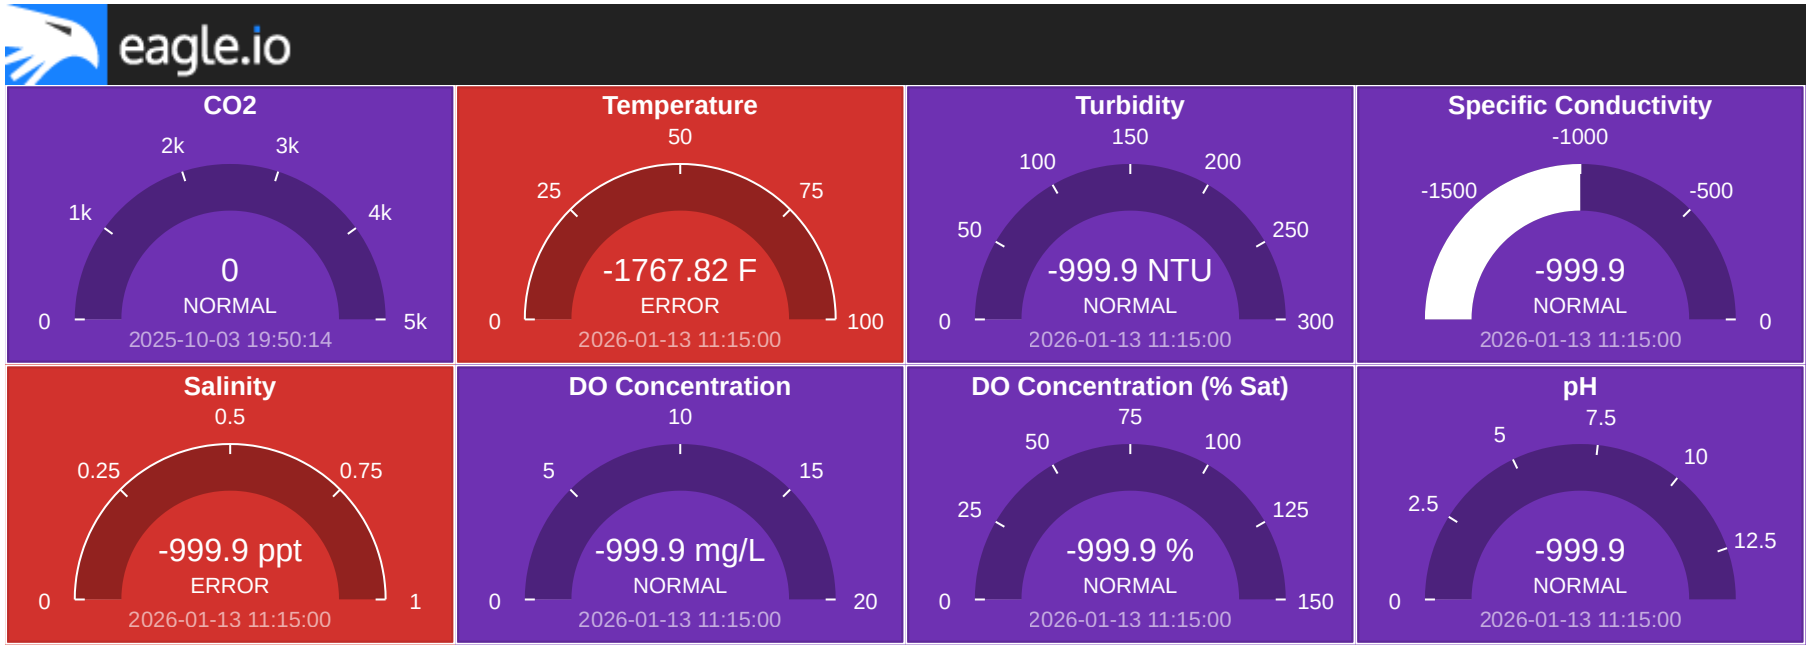 eagle.io
CO2
0
1k
2k
3k
4k
5k
0
NORMAL
2025-10-03 19:50:14
Temperature
0
25
50
75
100
-1767.82 F
ERROR
2026-01-13 11:15:00
Turbidity
0
50
100
150
200
250
300
-999.9 NTU
NORMAL
2026-01-13 11:15:00
Specific Conductivity
-1500
-1000
-500
0
-999.9
NORMAL
2026-01-13 11:15:00
Salinity
0
0.25
0.5
0.75
1
-999.9 ppt
ERROR
2026-01-13 11:15:00
DO Concentration
0
5
10
15
20
-999.9 mg/L
NORMAL
2026-01-13 11:15:00
DO Concentration (% Sat)
0
25
50
75
100
125
150
-999.9 %
NORMAL
2026-01-13 11:15:00
pH
0
2.5
5
7.5
10
12.5
-999.9
NORMAL
2026-01-13 11:15:00